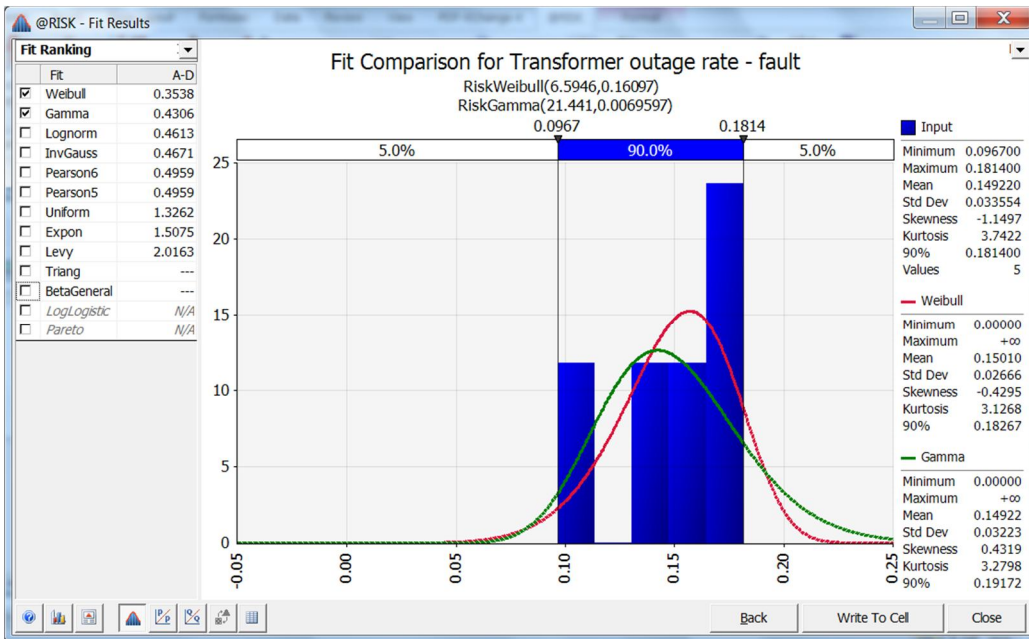 @RISK - Fit Results
Fit Ranking
Fit A-D
Weibull 0.3538
Gamma 0.4306
Lognorm 0.4613
InvGauss 0.4671
Pearson6 0.4959
Pearson5 0.4959
Uniform 1.3262
Expon 1.5075
Levy 2.0163
Triang ---
BetaGeneral ---
LogLogistic N/A
Pareto N/A
Fit Comparison for Transformer outage rate - fault
RiskWeibull(6.5946,0.16097)
RiskGamma(21.441,0.0069597)
0.0967 0.1814
5.0% 90.0% 5.0%
25
20
15
10
5
0
-0.05 0.00 0.05 0.10 0.15 0.20 0.25
Input
Minimum 0.096700
Maximum 0.181400
Mean 0.149220
Std Dev 0.033554
Skewness -1.1497
Kurtosis 3.7422
90% 0.181400
Values 5
Weibull
Minimum 0.00000
Maximum +∞
Mean 0.15010
Std Dev 0.02666
Skewness -0.4295
Kurtosis 3.1268
90% 0.18267
Gamma
Minimum 0.00000
Maximum +∞
Mean 0.14922
Std Dev 0.03223
Skewness 0.4319
Kurtosis 3.2798
90% 0.19172
Back Write To Cell Close